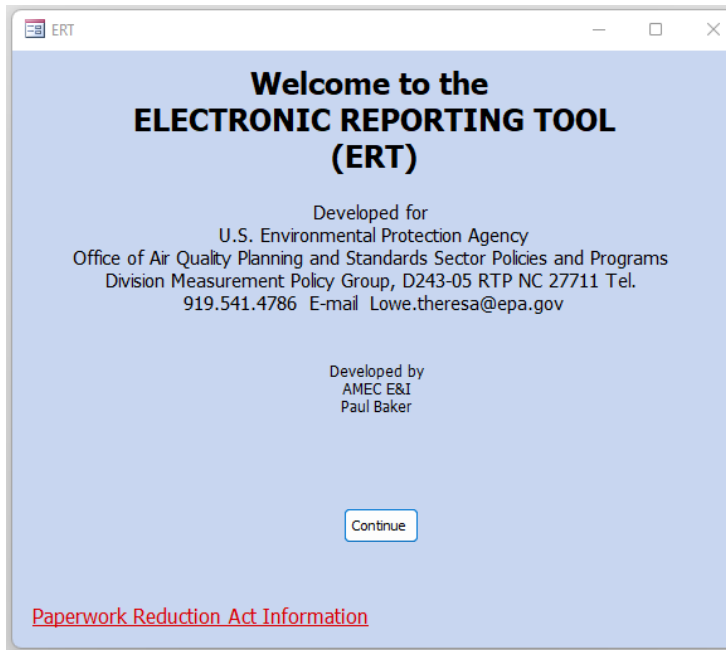 ERT
Welcome to the
ELECTRONIC REPORTING TOOL
(ERT)
Developed for
U.S. Environmental Protection Agency
Office of Air Quality Planning and Standards Sector Policies and Programs
Division Measurement Policy Group, D243-05 RTP NC 27711 Tel.
919.541.4786 E-mail Lowe.theresa@epa.gov
Developed by
AMEC E&I
Paul Baker
Continue
Paperwork Reduction Act Information